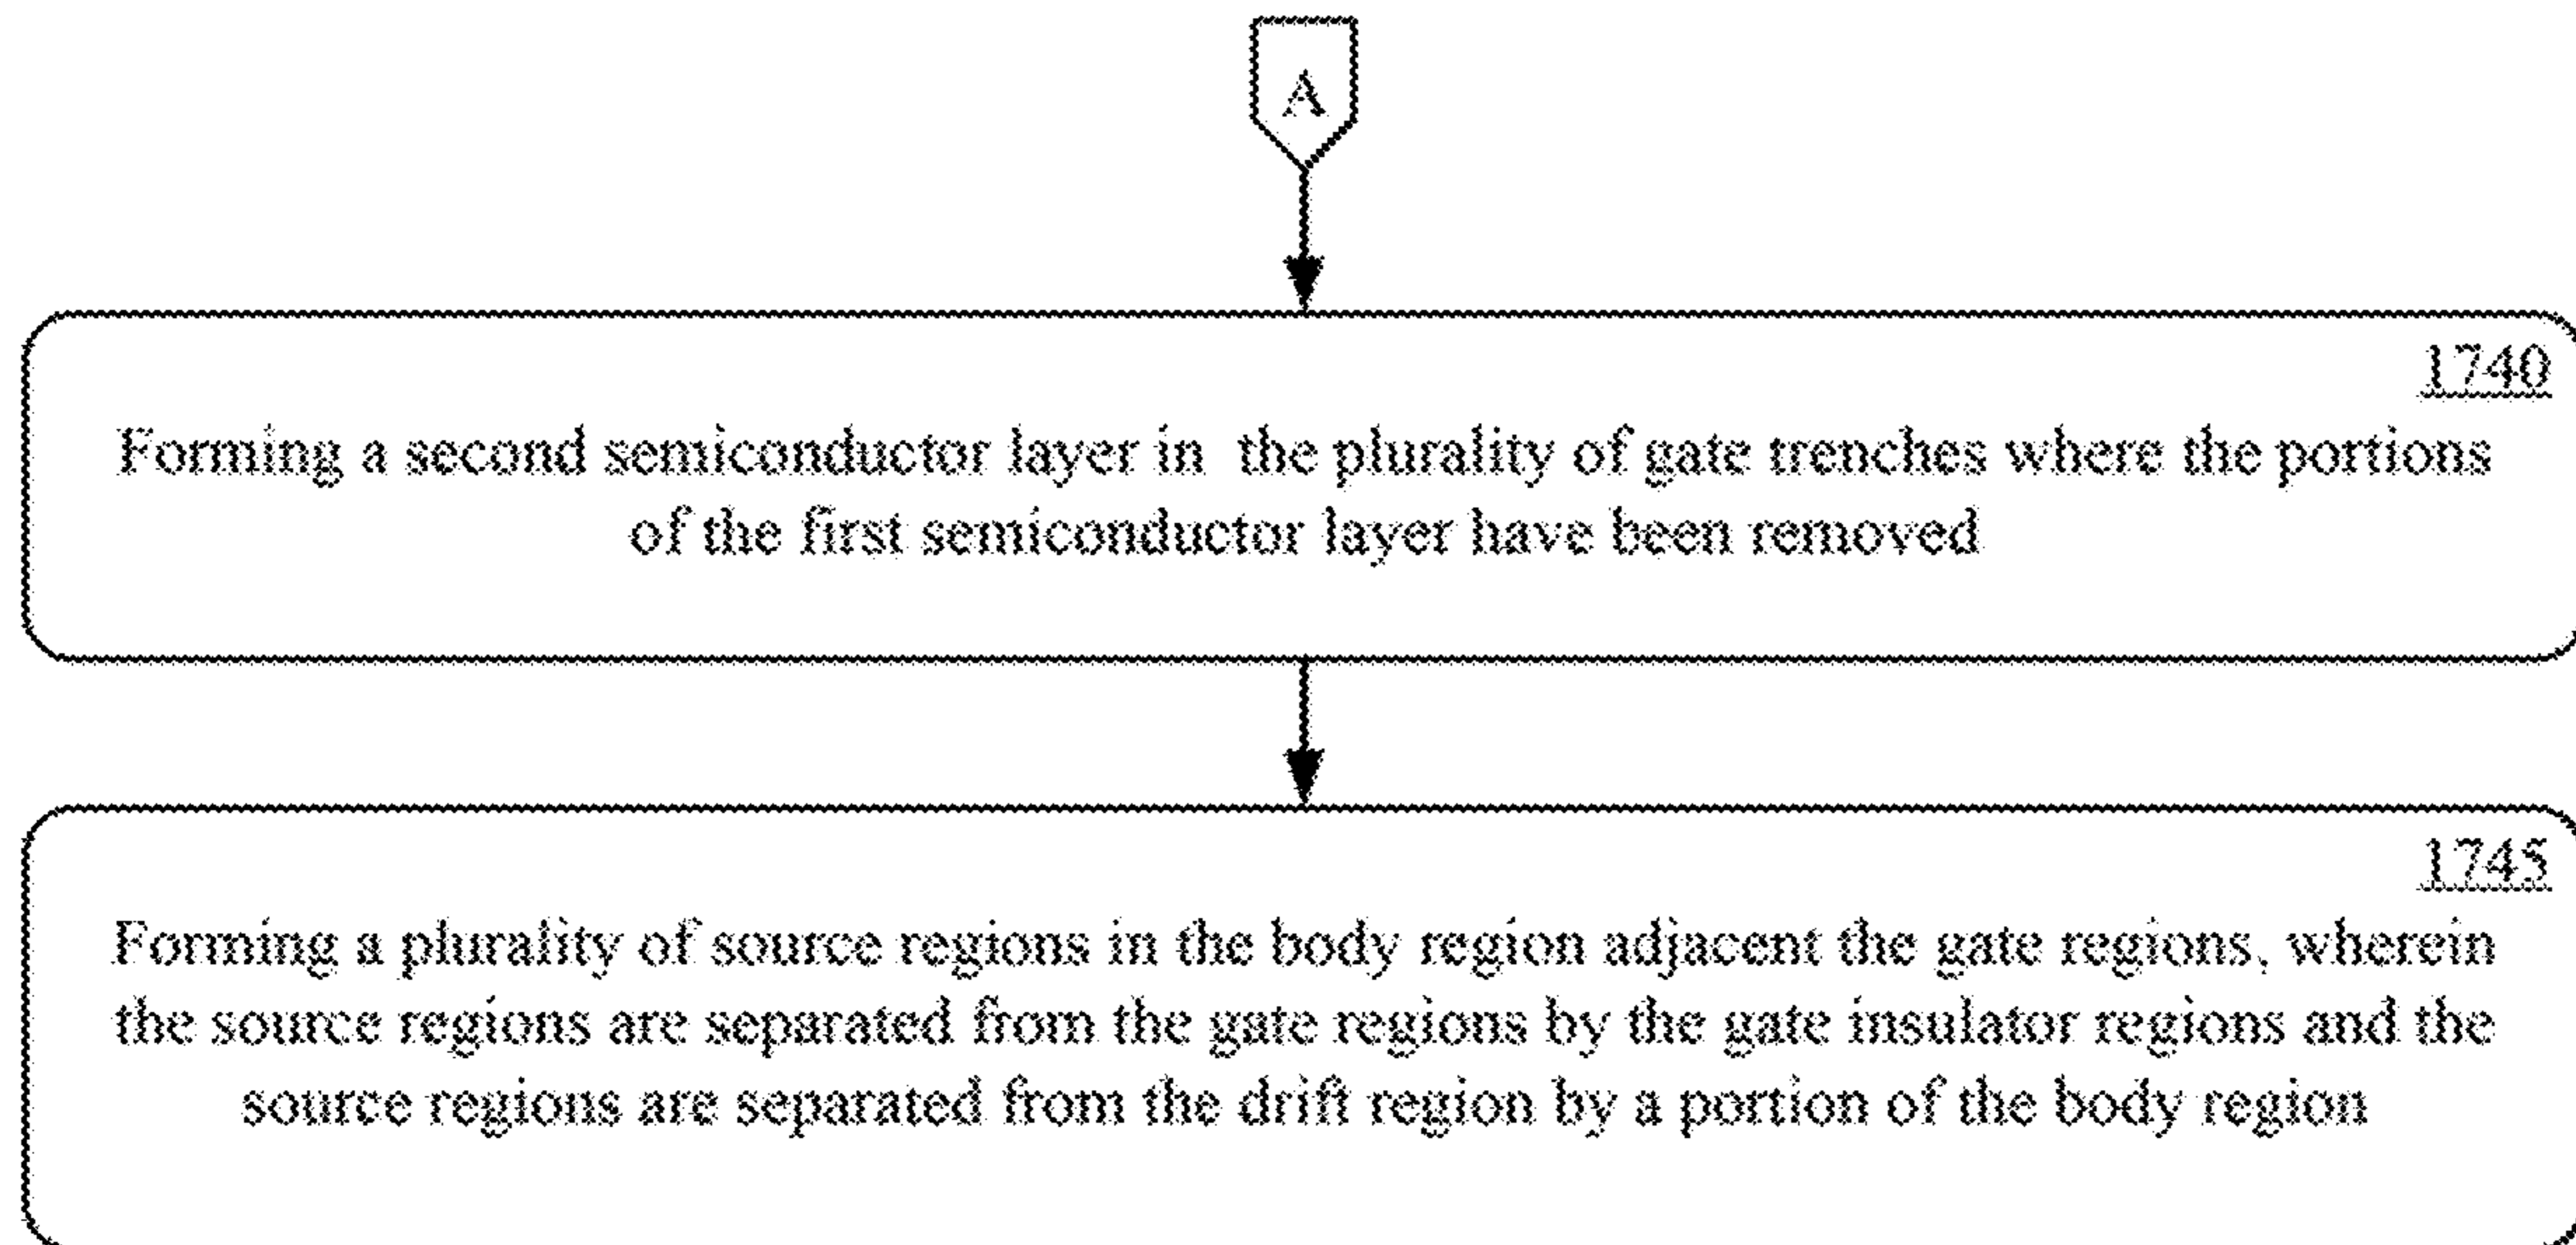 A
1740
Forming a second semiconductor layer in the plurality of gate trenches where the portions
of the first semiconductor layer have been removed
1745
Forming a plurality of source regions in the body region adjacent the gate regions, wherein
the source regions are separated from the gate regions by the gate insulator regions and the
source regions are separated from the drift region by a portion of the body region